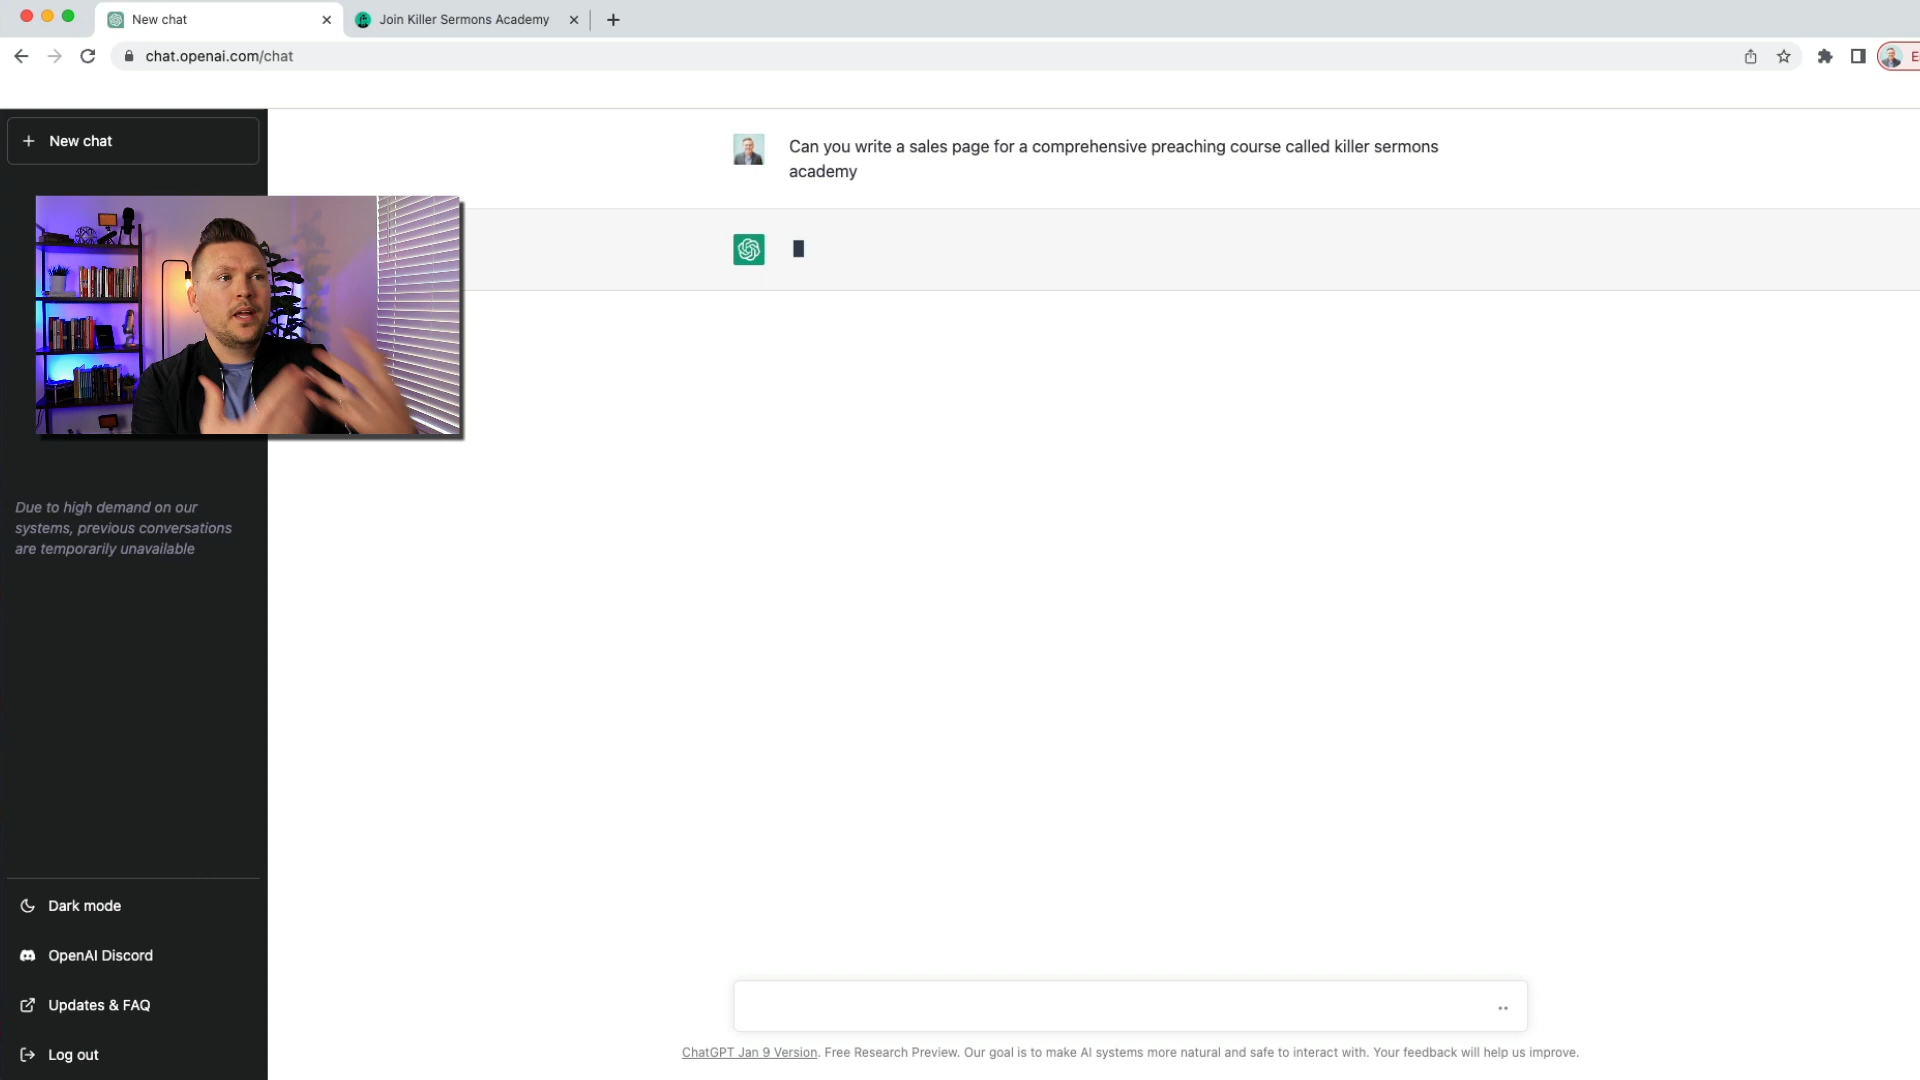 New chat
Join Killer Sermons Academy
chat.openai.com/chat
E
New chat
Can you write a sales page for a comprehensive preaching course called killer sermons
academy
Due to high demand on our
systems, previous conversations
are temporarily unavailable
Dark mode
OpenAI Discord
Updates & FAQ
Log out
ChatGPT Jan 9 Version. Free Research Preview. Our goal is to make AI systems more natural and safe to interact with. Your feedback will help us improve.